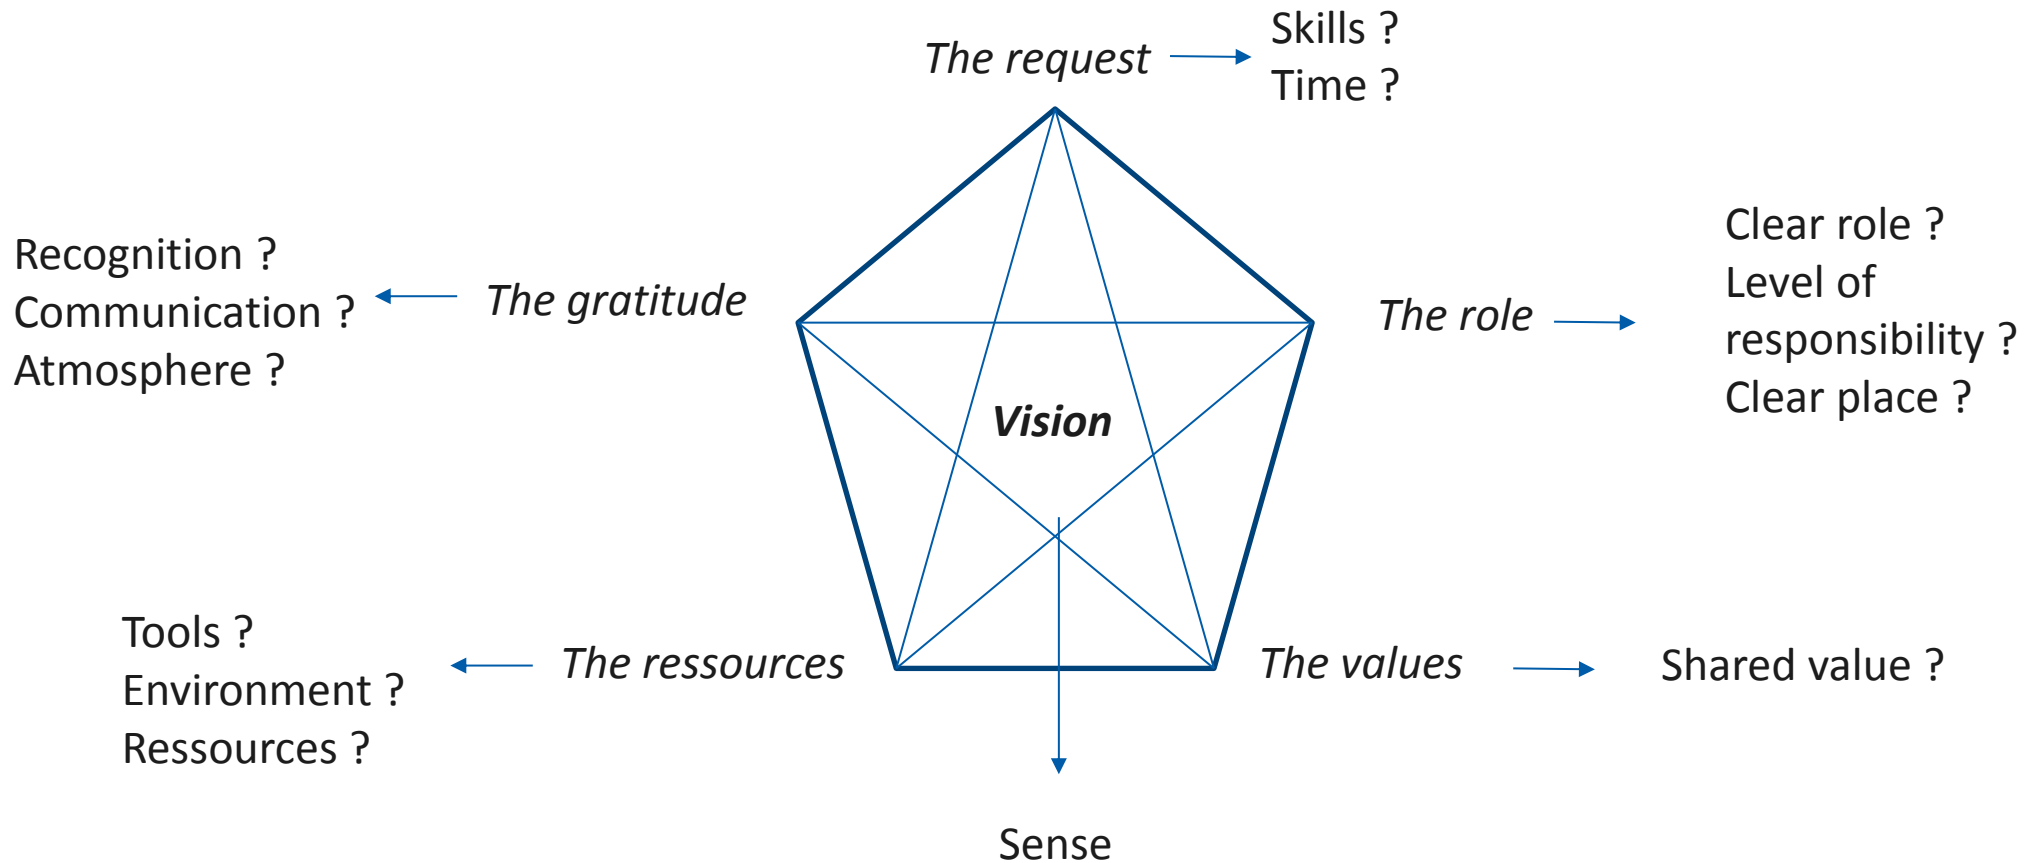 The request
Skills ?
Time ?
Recognition ?
Communication ?
Atmosphere ?
The gratitude
The role
Clear role ?
Level of
responsibility ?
Clear place ?
Vision
Tools ?
Environment ?
Ressources ?
The ressources
The values
Shared value ?
Sense